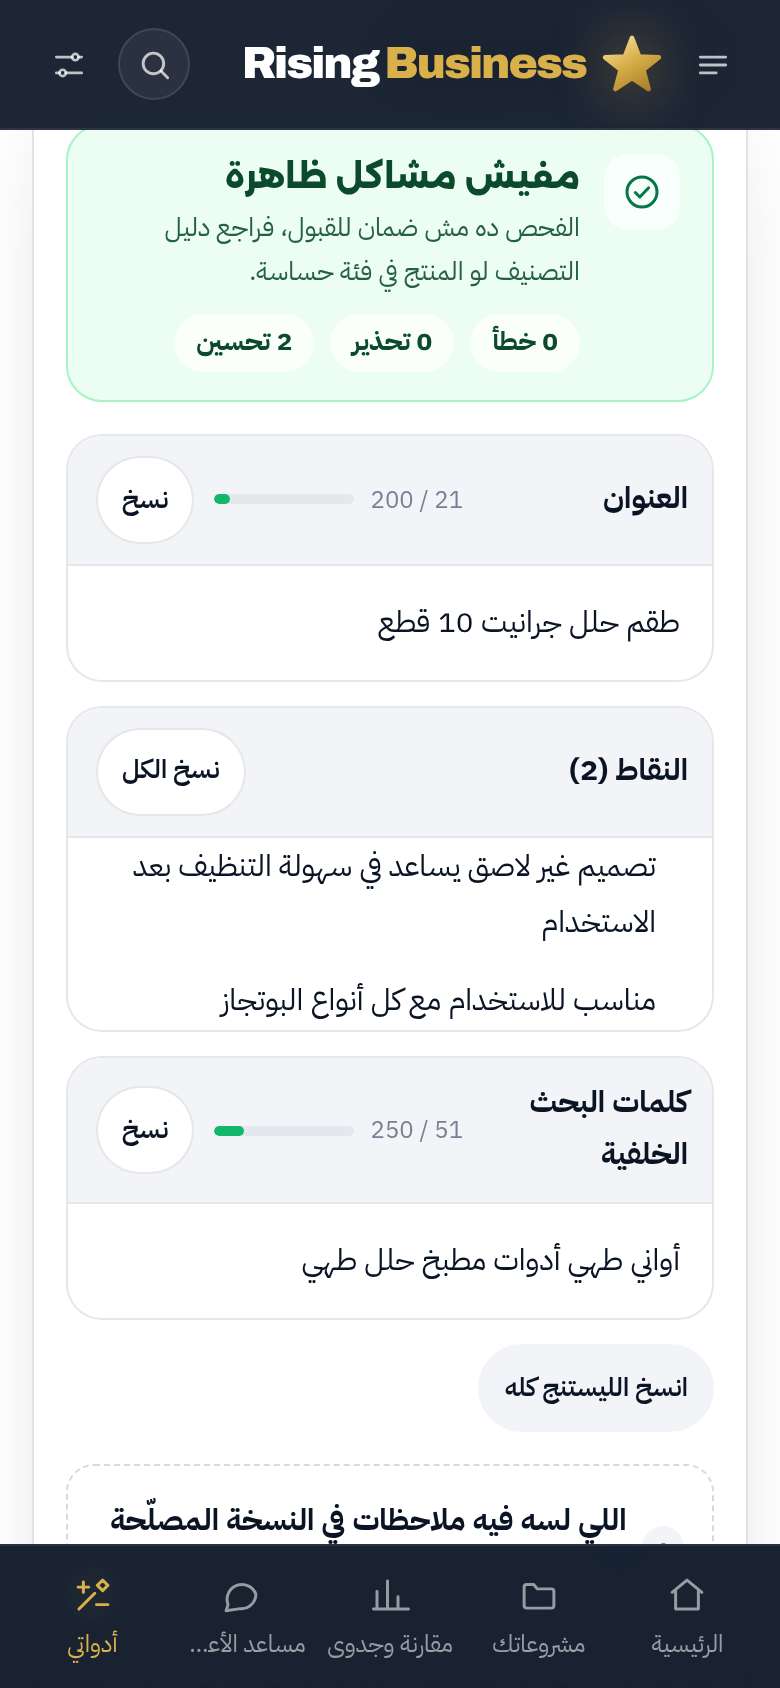 Rising Business
مفيش مشاكل ظاهرة
الفحص ده مش ضمان للقبول، فراجع دليل
التصنيف لو المنتج في فئة حساسة.
0 خطأ
0 تحذير
2 تحسين
العنوان
200 / 21
نسخ
طقم حلل جرانيت 10 قطع
النقاط (2)
نسخ الكل
تصميم غير لاصق يساعد في سهولة التنظيف بعد
الاستخدام
مناسب للاستخدام مع كل أنواع البوتجاز
كلمات البحث
الخلفية
250 / 51
نسخ
أواني طهي أدوات مطبخ حلل طهي
انسخ الليستنج كله
اللي لسه فيه ملاحظات في النسخة المصلّحة
الرئيسية
مشروعاتك
مقارنة وجدوى
مساعد الأعـ...
أدواتي